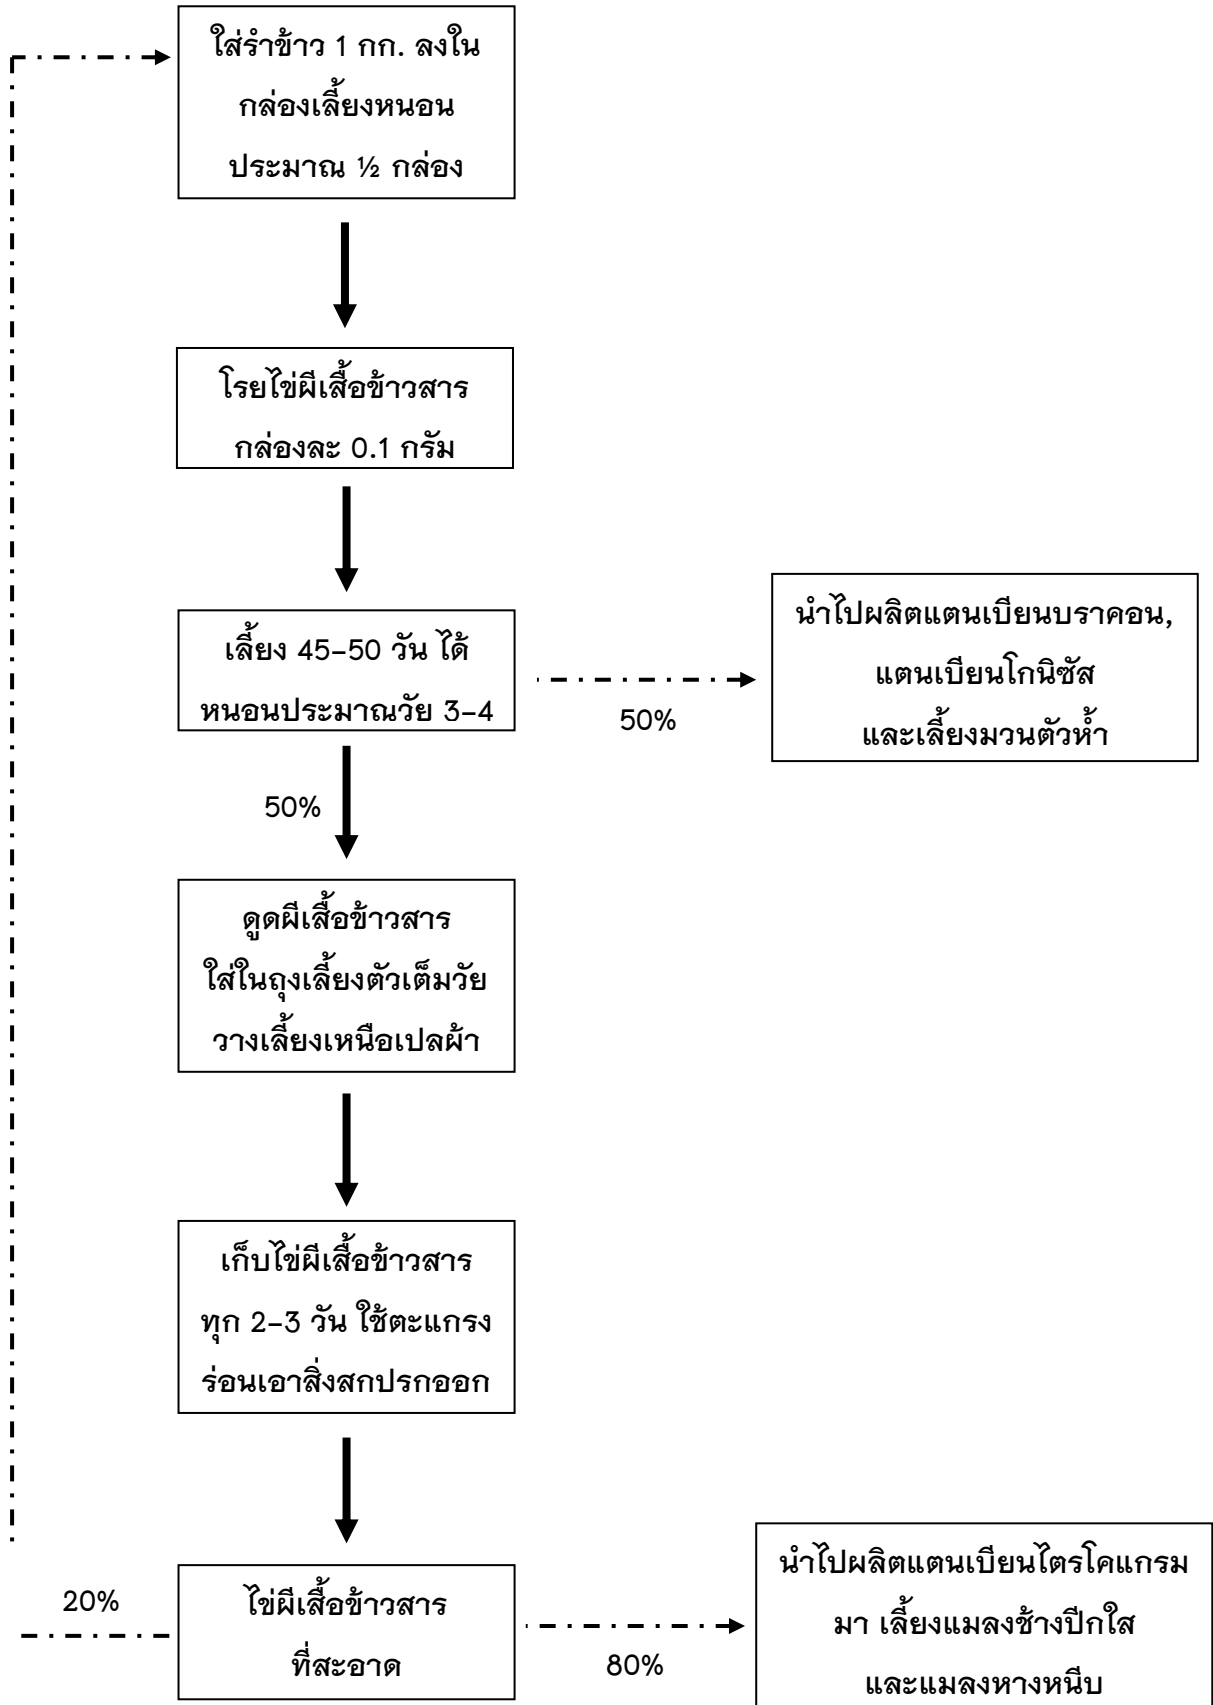 ใส่รำข้าว 1 กก. ลงใน
กล่องเลี้ยงหนอน
ประมาณ ½ กล่อง
โรยไข่ผีเสื้อข้าวสาร
กล่องละ 0.1 กรัม
เลี้ยง 45-50 วัน ได้
หนอนประมาณวัย 3-4
50%
นำไปผลิตแตนเบียนบราคอน,
แตนเบียนโกนิซัส
และเลี้ยงมวนตัวห้ำ
50%
ดูดผีเสื้อข้าวสาร
ใส่ในถุงเลี้ยงตัวเต็มวัย
วางเลี้ยงเหนือเปลผ้า
เก็บไข่ผีเสื้อข้าวสาร
ทุก 2-3 วัน ใช้ตะแกรง
ร่อนเอาสิ่งสกปรกออก
20%
ไข่ผีเสื้อข้าวสาร
ที่สะอาด
80%
นำไปผลิตแตนเบียนไตรโคแกรม
มา เลี้ยงแมลงช้างปีกใส
และแมลงหางหนีบ